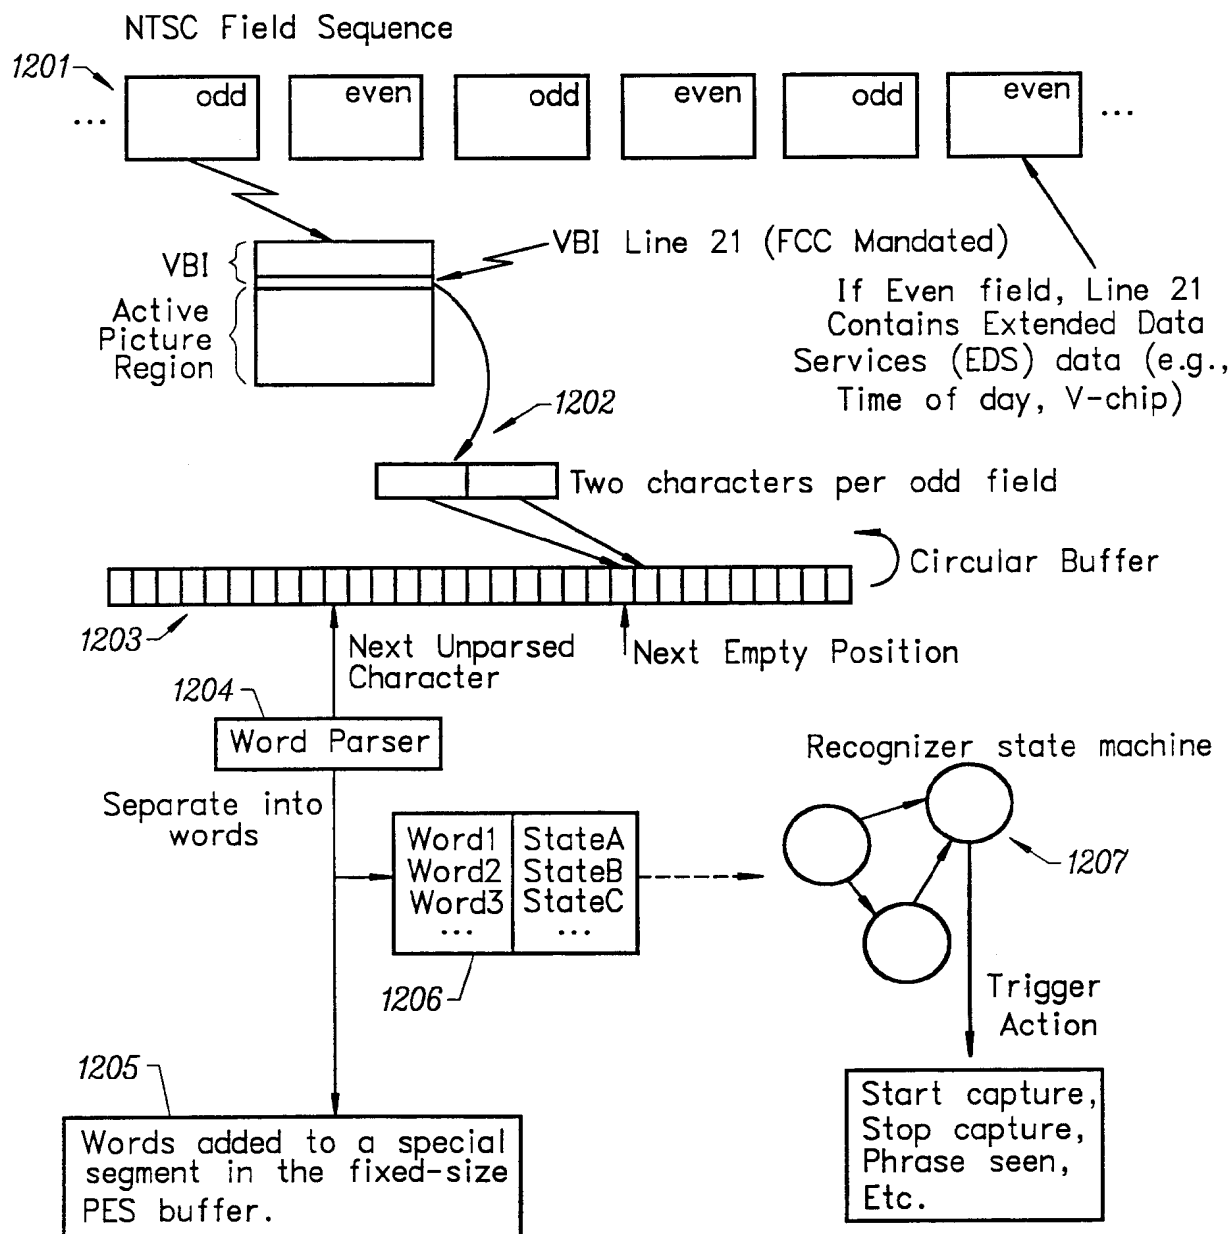 NTSC Field Sequence
1201
... odd even odd even odd even ...
VBI
VBI Line 21 (FCC Mandated)
Active
Picture
Region
If Even field, Line 21
Contains Extended Data
Services (EDS) data (e.g.,
Time of day, V-chip)
1202
Two characters per odd field
Circular Buffer
1203
Next Unparsed
Character
Next Empty Position
1204
Word Parser
Separate into
words
Word1 StateA
Word2 StateB
Word3 StateC
... ...
1206
Recognizer state machine
1207
Trigger
Action
1205
Words added to a special
segment in the fixed-size
PES buffer.
Start capture,
Stop capture,
Phrase seen,
Etc.